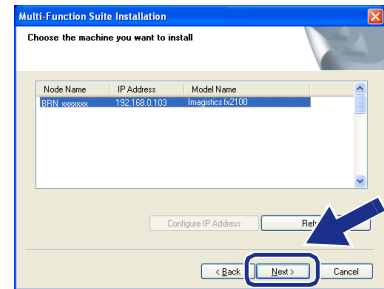 Multi-Function Suite Installation
Choose the machine you want to install
Node Name IP Address Model Name
BRN_xxxxxxx 192.168.0.103 Imagistics fx2100
Configure IP Address
< Back Next > Cancel